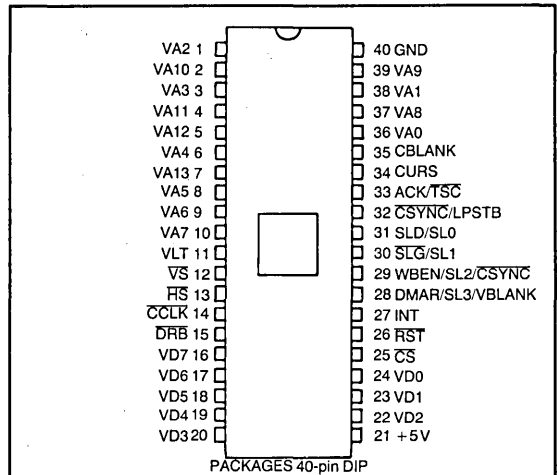 VA2 1
VA10 2
VA3 3
VA11 4
VA12 5
VA4 6
VA13 7
VA5 8
VA6 9
VA7 10
VLT 11
VS 12
HS 13
CCLK 14
DRB 15
VD7 16
VD6 17
VD5 18
VD4 19
VD3 20
40 GND
39 VA9
38 VA1
37 VA8
36 VA0
35 CBLANK
34 CURS
33 ACK/TSC
32 CSYNC/LPSTB
31 SLD/SL0
30 SLG/SL1
29 WBEN/SL2/CSYNC
28 DMAR/SL3/VBLANK
27 INT
26 RST
25 CS
24 VD0
23 VD1
22 VD2
21 +5V
PACKAGES 40-pin DIP